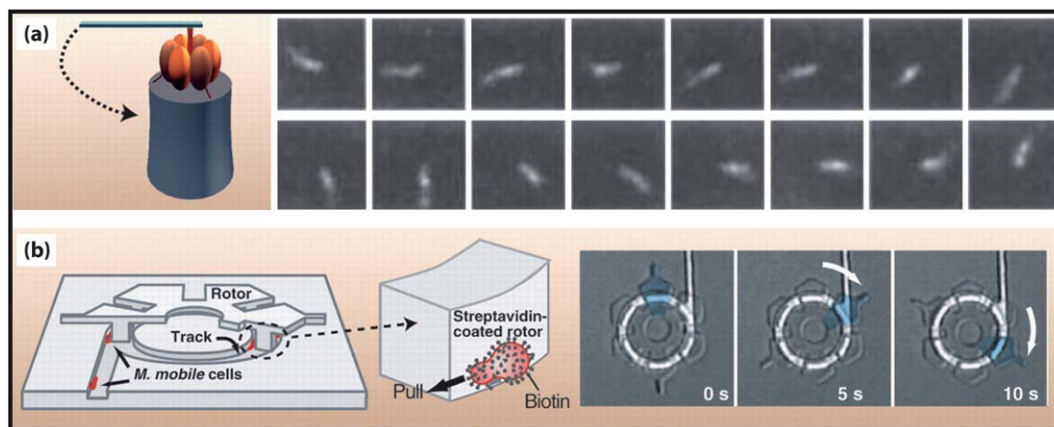 (a)
(b)
Rotor
Track
M. mobile cells
Streptavidin-
coated rotor
Pull
Biotin
0 s
5 s
10 s